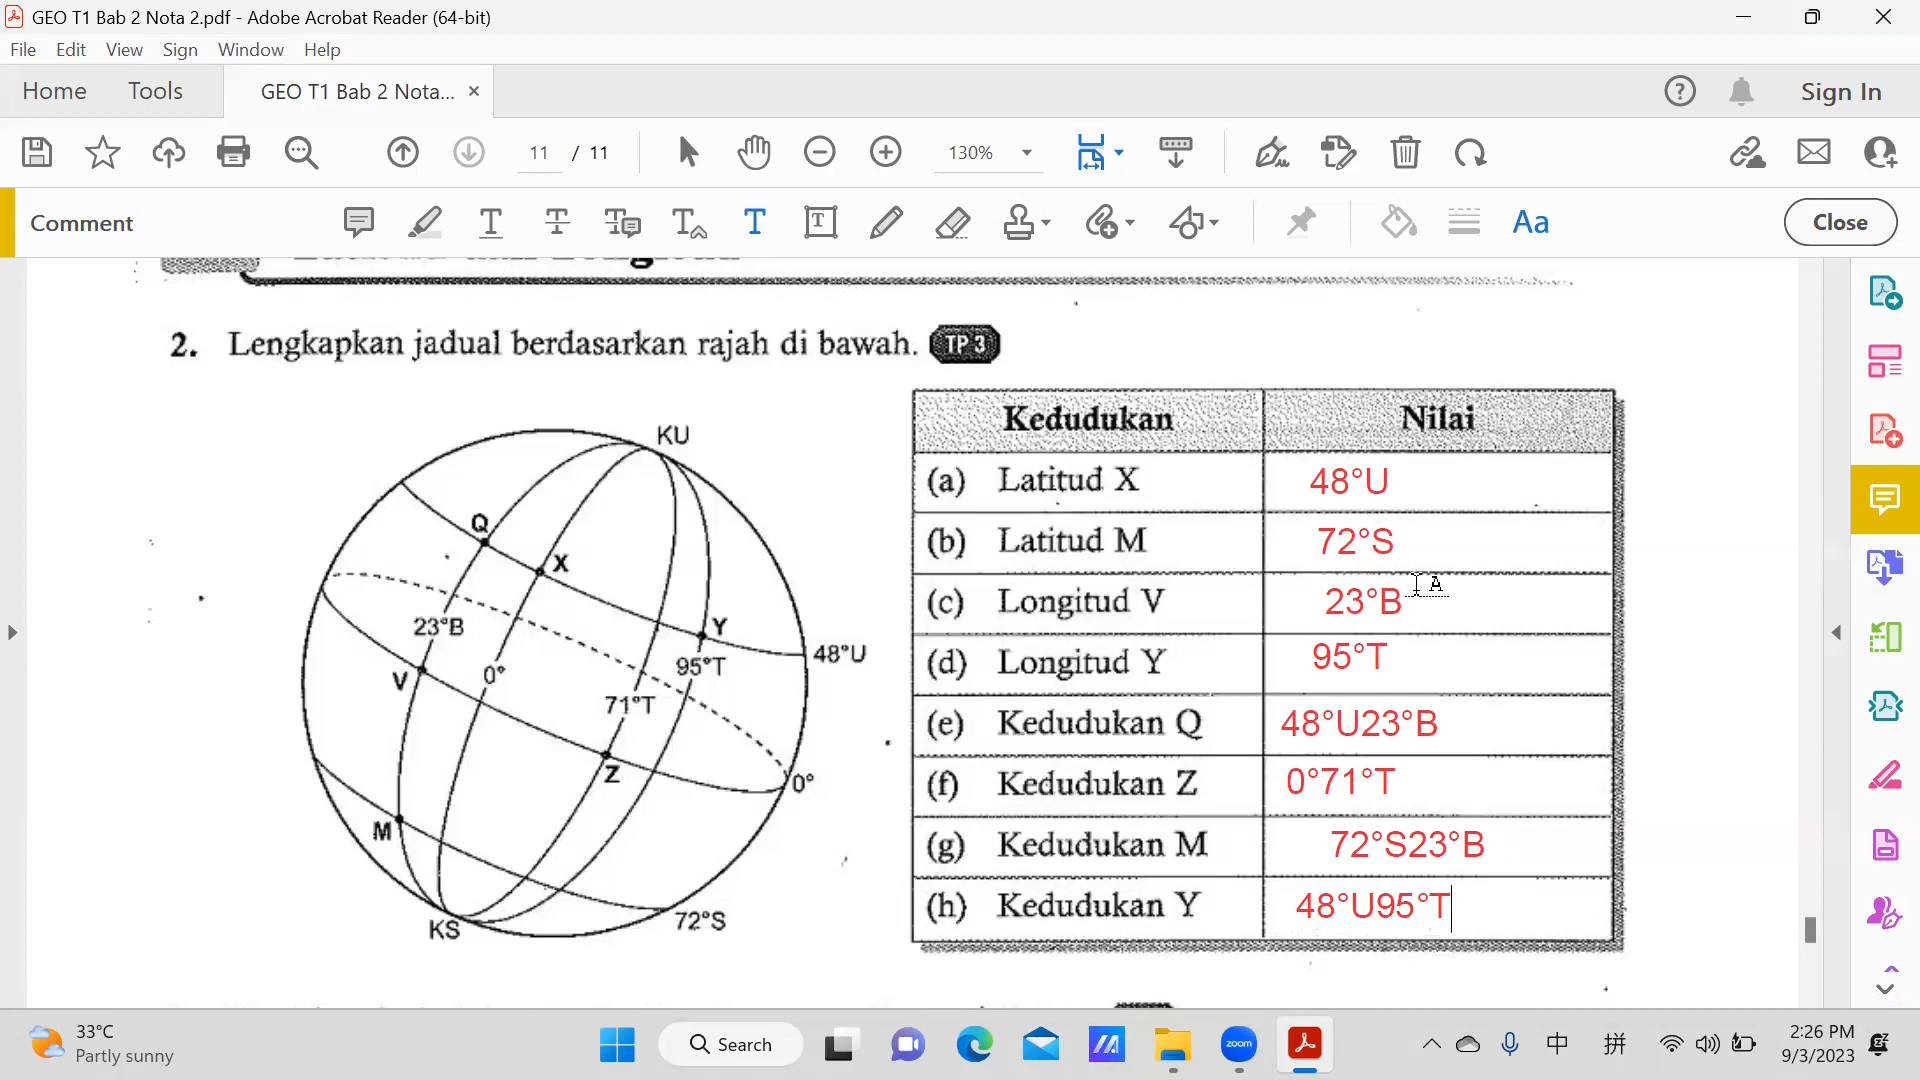 GEO T1 Bab 2 Nota 2.pdf - Adobe Acrobat Reader (64-bit)
File Edit View Sign Window Help
Home Tools GEO T1 Bab 2 Nota... × Sign In
11 / 11 130%
Comment Aa Close
2. Lengkapkan jadual berdasarkan rajah di bawah. TP 3
Kedudukan Nilai
(a) Latitud X 48°U
(b) Latitud M 72°S
(c) Longitud V 23°B
(d) Longitud Y 95°T
(e) Kedudukan Q 48°U23°B
(f) Kedudukan Z 0°71°T
(g) Kedudukan M 72°S23°B
(h) Kedudukan Y 48°U95°T
KU
Q
X
23°B
Y
48°U
V
0°
95°T
71°T
Z
0°
M
KS
72°S
33°C
Partly sunny
Search
zoom
中 拼
2:26 PM
9/3/2023